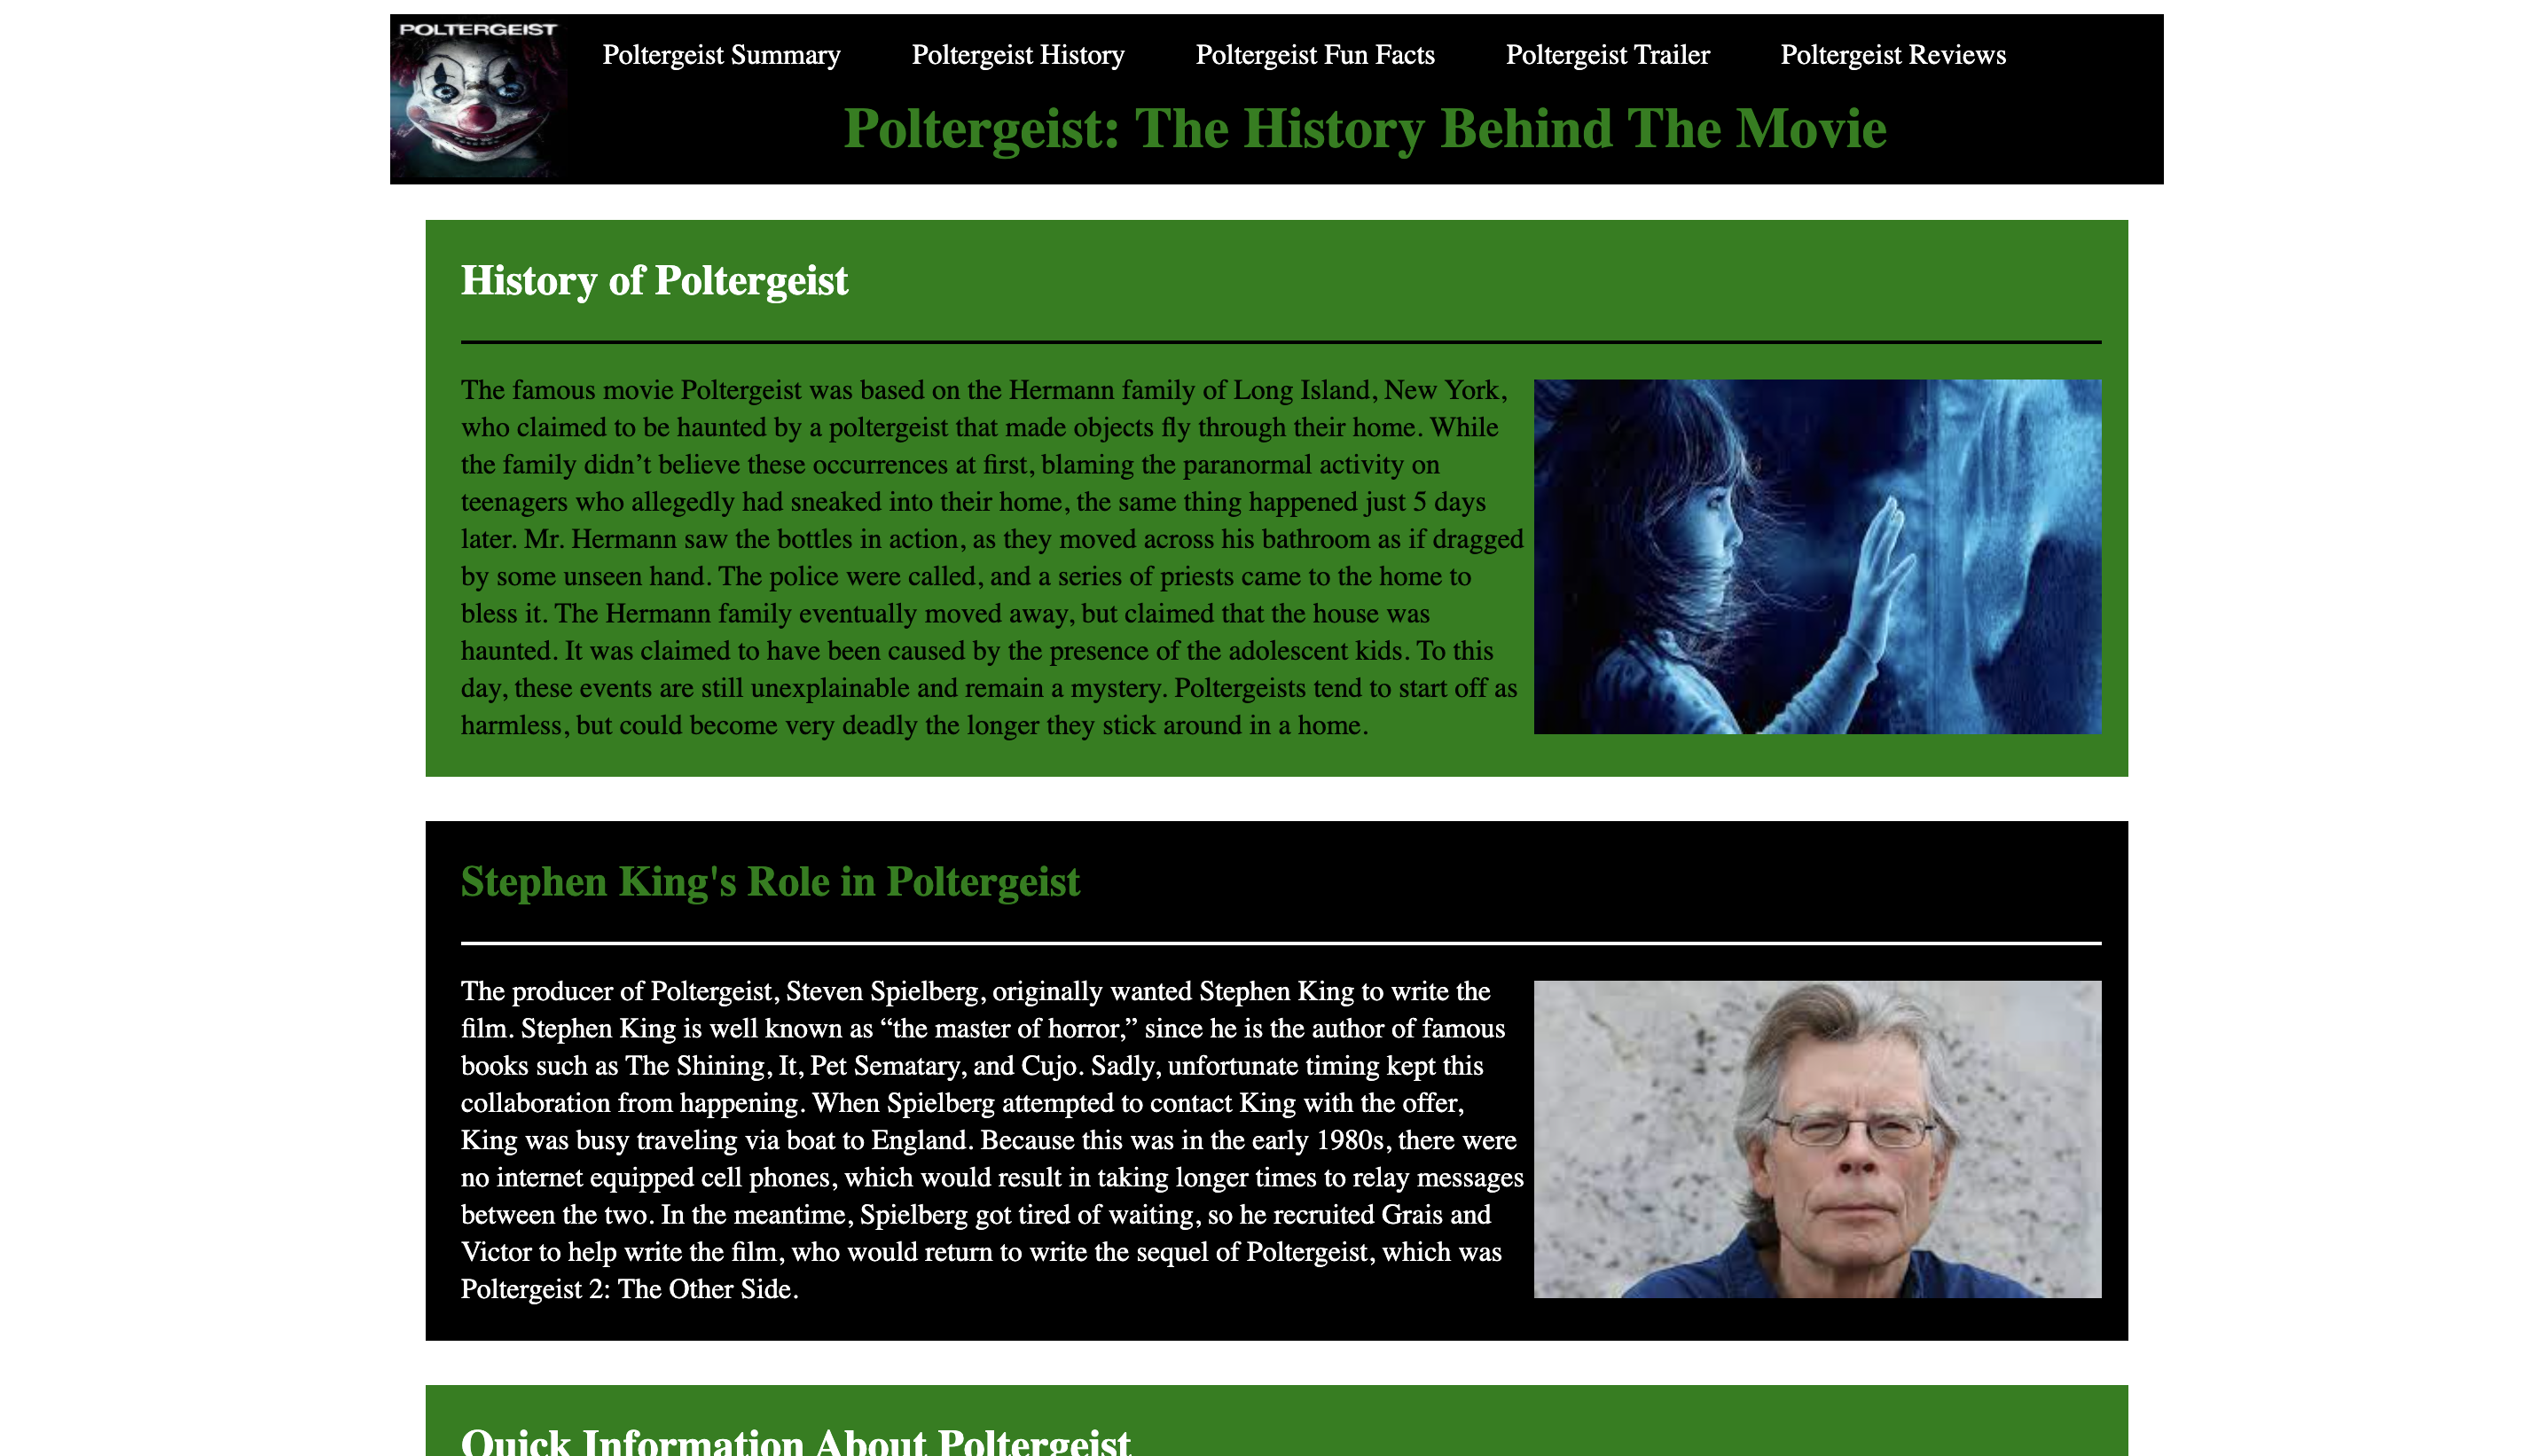 POLTERGEIST
Poltergeist Summary
Poltergeist History
Poltergeist Fun Facts
Poltergeist Trailer
Poltergeist Reviews
Poltergeist: The History Behind The Movie
History of Poltergeist
The famous movie Poltergeist was based on the Hermann family of Long Island, New York,
who claimed to be haunted by a poltergeist that made objects fly through their home. While
the family didn’t believe these occurrences at first, blaming the paranormal activity on
teenagers who allegedly had sneaked into their home, the same thing happened just 5 days
later. Mr. Hermann saw the bottles in action, as they moved across his bathroom as if dragged
by some unseen hand. The police were called, and a series of priests came to the home to
bless it. The Hermann family eventually moved away, but claimed that the house was
haunted. It was claimed to have been caused by the presence of the adolescent kids. To this
day, these events are still unexplainable and remain a mystery. Poltergeists tend to start off as
harmless, but could become very deadly the longer they stick around in a home.
Stephen King's Role in Poltergeist
The producer of Poltergeist, Steven Spielberg, originally wanted Stephen King to write the
film. Stephen King is well known as “the master of horror,” since he is the author of famous
books such as The Shining, It, Pet Sematary, and Cujo. Sadly, unfortunate timing kept this
collaboration from happening. When Spielberg attempted to contact King with the offer,
King was busy traveling via boat to England. Because this was in the early 1980s, there were
no internet equipped cell phones, which would result in taking longer times to relay messages
between the two. In the meantime, Spielberg got tired of waiting, so he recruited Grais and
Victor to help write the film, who would return to write the sequel of Poltergeist, which was
Poltergeist 2: The Other Side.
Quick Information About Poltergeist